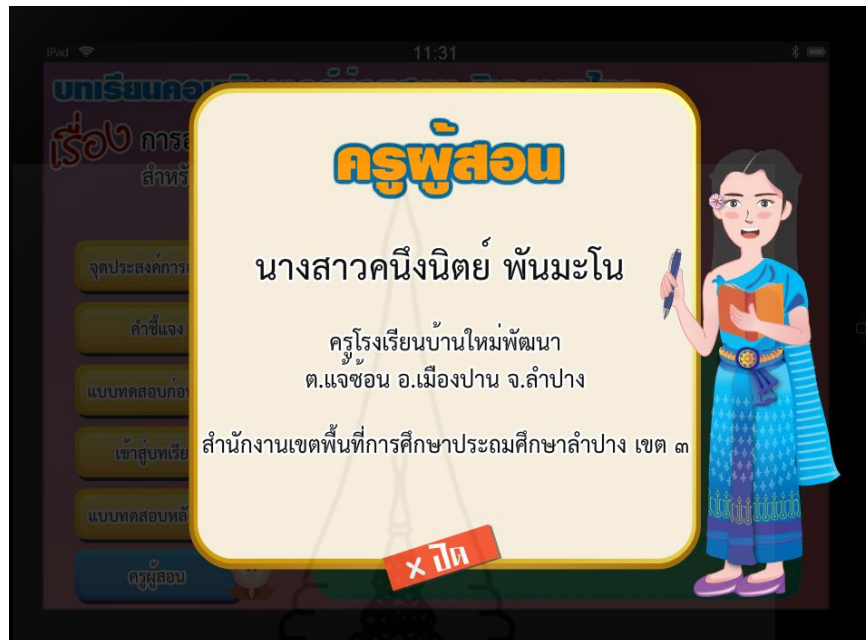 iPad 11:31
เรื่อง
ครูผู้สอน
นางสาวคนึงนิตย์ พันมะโน
ครูโรงเรียนบ้านใหม่พัฒนา
ต.แจ้ซ้อน อ.เมืองปาน จ.ลำปาง
สำนักงานเขตพื้นที่การศึกษาประถมศึกษาลำปาง เขต ๓
จุดประสงค์การ
คำชี้แจง
แบบทดสอบก่อ
เข้าสู่บทเรีย
แบบทดสอบหลั
ครูผู้สอน
× ปิด